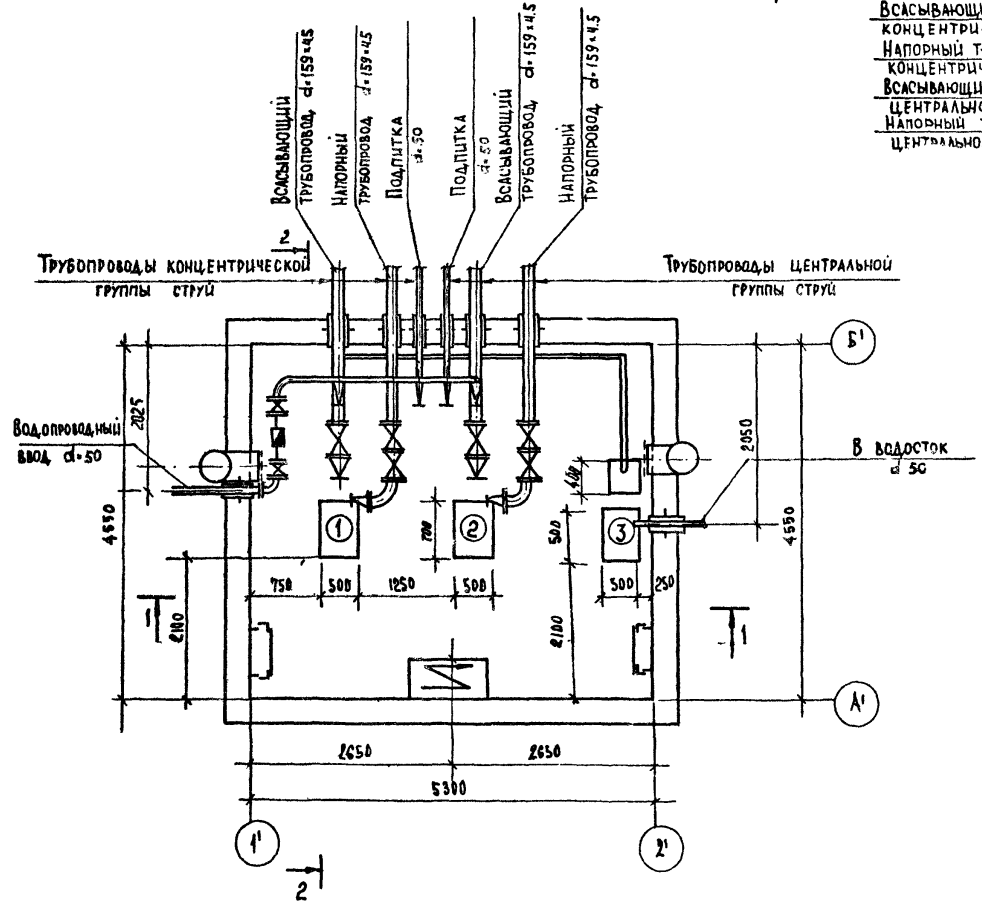 Всасывающи
концентри
Напорный т
концентрич
Всасывающи
центрально
Напорный т
центрально
Всасывающий
трубопровод d=159×4.5
Напорный
трубопровод d=159×4.5
Подпитка
d=50
Подпитка
d=50
Всасывающий
трубопровод d=159×4.5
Напорный
трубопровод d=159×4.5
2
Трубопроводы концентрической
группы струй
Трубопроводы центральной
группы струй
Б'
2025
4550
Водопроводный
ввод d=50
2050
4550
В водосток
d 50
400
1
700
2
500
3
750
500
1250
500
500
250
1
2100
2100
1
А'
2650
2650
5300
1'
2'
2